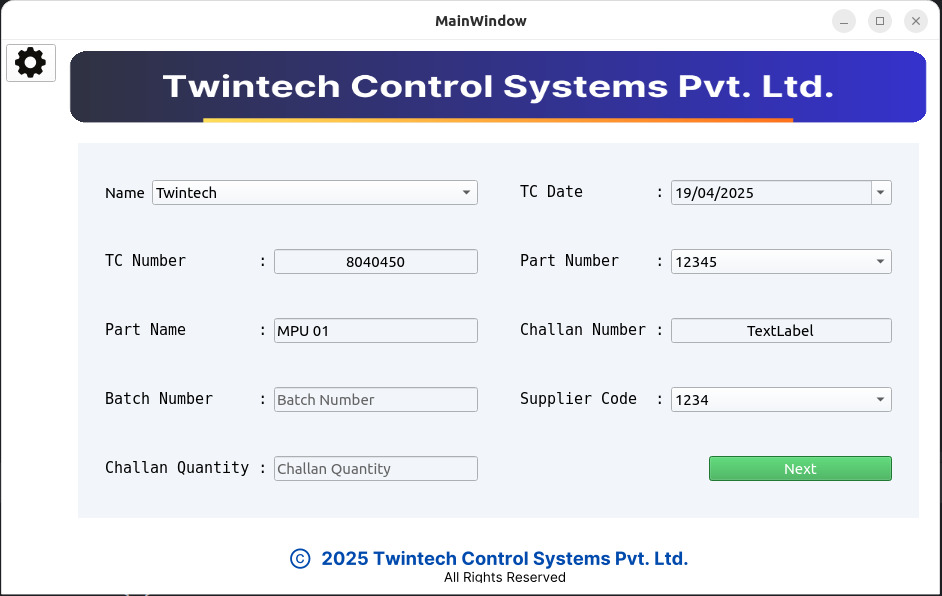 MainWindow
Twintech Control Systems Pvt. Ltd.
Name Twintech TC Date : 19/04/2025
TC Number : 8040450 Part Number : 12345
Part Name : MPU 01 Challan Number : TextLabel
Batch Number : Batch Number Supplier Code : 1234
Challan Quantity : Challan Quantity Next
© 2025 Twintech Control Systems Pvt. Ltd.
All Rights Reserved